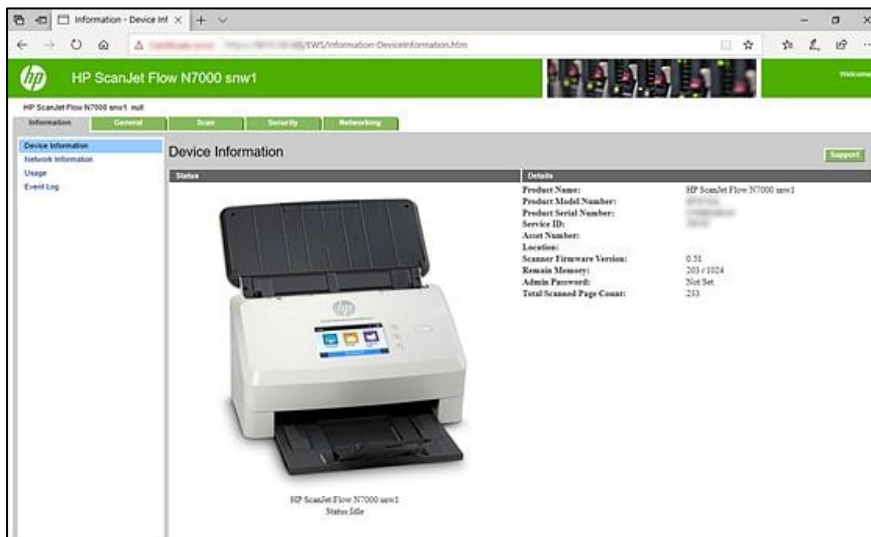 Information - Device Inf
/EWS/Information-DeviceInformation.htm
hp
HP ScanJet Flow N7000 snw1
Welcome
HP ScanJet Flow N7000 snw1 null
Information General Scan Security Networking
Device Information
Network Information
Usage
Event Log
Device Information
Support
Status
Details
Product Name: HP ScanJet Flow N7000 snw1
Product Model Number:
Product Serial Number:
Service ID:
Asset Number:
Location:
Scanner Firmware Version: 0.51
Remain Memory: 203 / 1024
Admin Password: Not Set
Total Scanned Page Count: 233
hp
HP ScanJet Flow N7000 snw1
Status:Idle